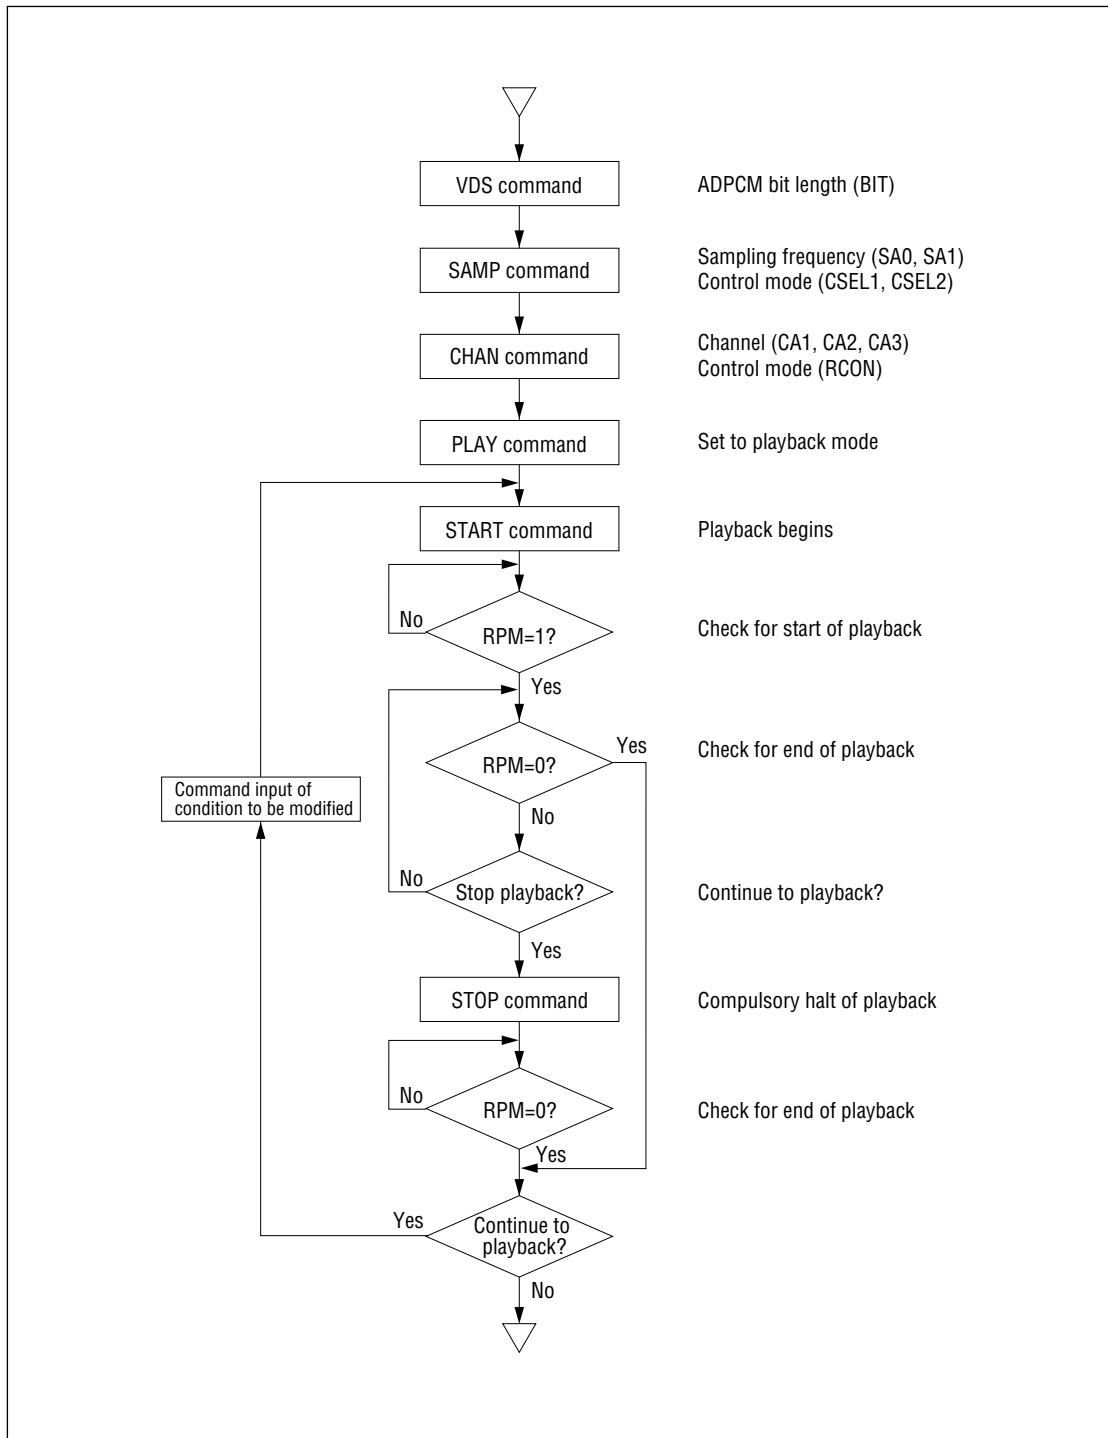 VDS command
ADPCM bit length (BIT)
SAMP command
Sampling frequency (SA0, SA1)
Control mode (CSEL1, CSEL2)
CHAN command
Channel (CA1, CA2, CA3)
Control mode (RCON)
PLAY command
Set to playback mode
START command
Playback begins
No
RPM=1?
Check for start of playback
Yes
RPM=0?
Yes
Check for end of playback
Command input of
condition to be modified
No
No
Stop playback?
Continue to playback?
Yes
STOP command
Compulsory halt of playback
No
RPM=0?
Check for end of playback
Yes
Yes
Continue to
playback?
No